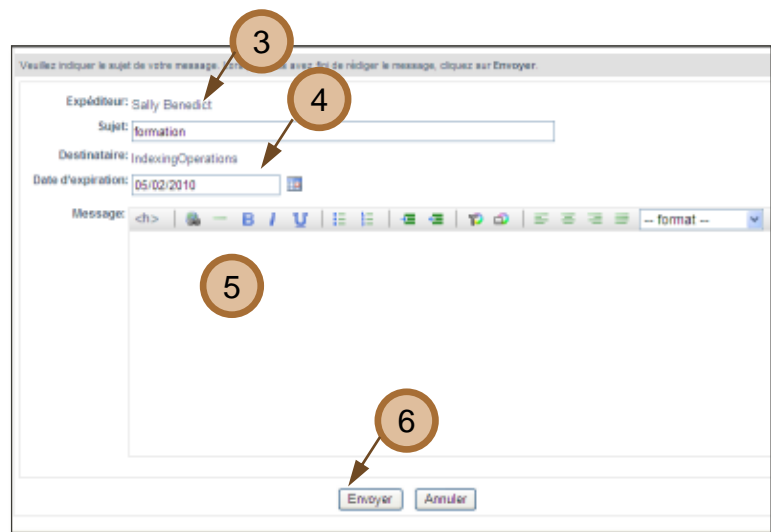 3
Veuillez indiquer le sujet de votre message. avez fini de rédiger le message, cliquez sur Envoyer.
Expéditeur: Sally Benedict
4
Sujet: formation
Destinataire: IndexingOperations
Date d'expiration: 05/02/2010
Message: <h> B I U -- format --
5
6
Envoyer Annuler